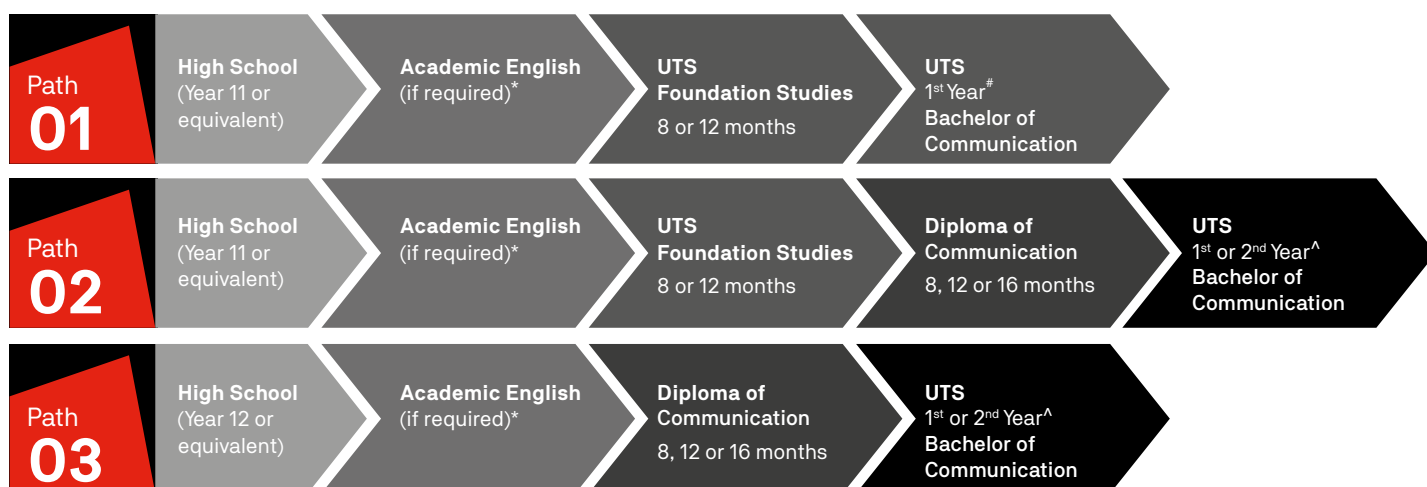 Path
01
High School
(Year 11 or
equivalent)
Academic English
(if required)*
UTS
Foundation Studies
8 or 12 months
UTS
1st Year#
Bachelor of
Communication
Path
02
High School
(Year 11 or
equivalent)
Academic English
(if required)*
UTS
Foundation Studies
8 or 12 months
Diploma of
Communication
8, 12 or 16 months
UTS
1st or 2nd Year^
Bachelor of
Communication
Path
03
High School
(Year 12 or
equivalent)
Academic English
(if required)*
Diploma of
Communication
8, 12 or 16 months
UTS
1st or 2nd Year^
Bachelor of
Communication